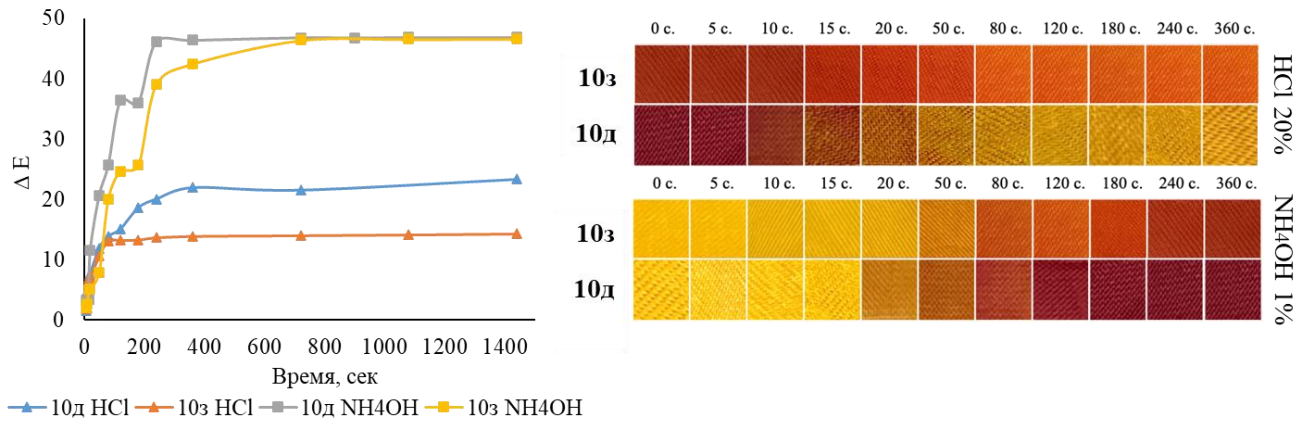 50
40
30
20
10
0
Δ E
0 200 400 600 800 1000 1200 1400
Время, сек
10д HCl 10з HCl 10д NH4OH 10з NH4OH
0 с. 5 с. 10 с. 15 с. 20 с. 50 с. 80 с. 120 с. 180 с. 240 с. 360 с.
10з
10д
HCl 20%
0 с. 5 с. 10 с. 15 с. 20 с. 50 с. 80 с. 120 с. 180 с. 240 с. 360 с.
10з
10д
NH4OH 1%